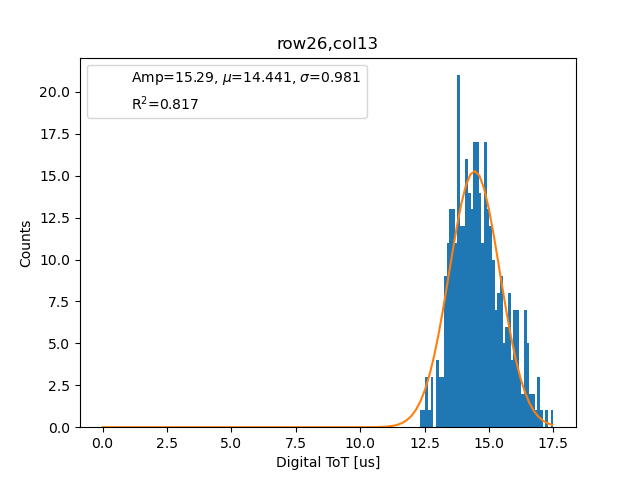 row26,col13
Amp=15.29, μ=14.441, σ=0.981
R²=0.817
Counts
20.0
17.5
15.0
12.5
10.0
7.5
5.0
2.5
0.0
0.0 2.5 5.0 7.5 10.0 12.5 15.0 17.5
Digital ToT [us]